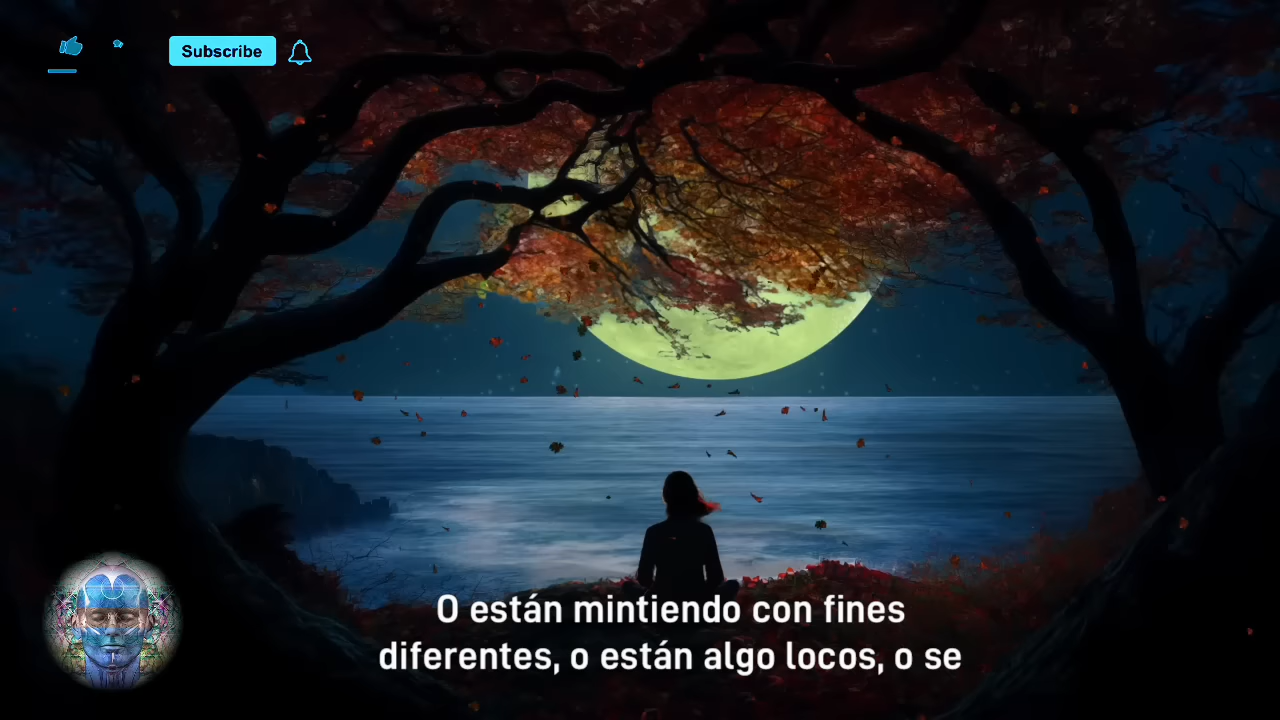 Subscribe
O están mintiendo con fines
diferentes, o están algo locos, o se